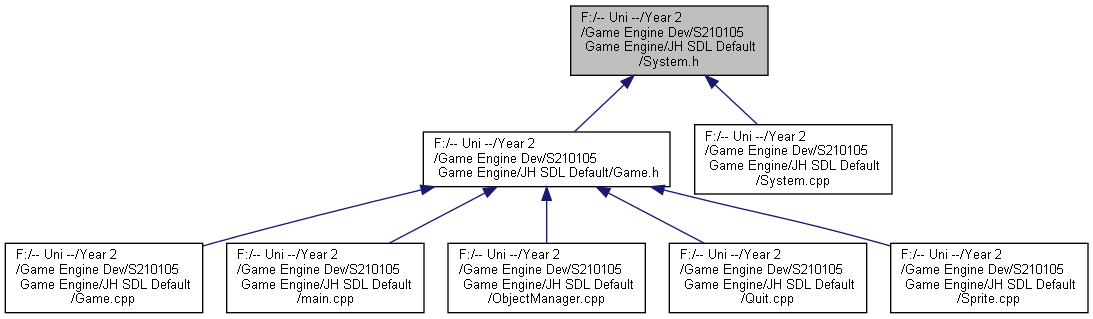 F:/-- Uni --/Year 2
/Game Engine Dev/S210105
Game Engine/JH SDL Default
/System.h
F:/-- Uni --/Year 2
/Game Engine Dev/S210105
Game Engine/JH SDL Default/Game.h
F:/-- Uni --/Year 2
/Game Engine Dev/S210105
Game Engine/JH SDL Default
/System.cpp
F:/-- Uni --/Year 2
/Game Engine Dev/S210105
Game Engine/JH SDL Default
/Game.cpp
F:/-- Uni --/Year 2
/Game Engine Dev/S210105
Game Engine/JH SDL Default
/main.cpp
F:/-- Uni --/Year 2
/Game Engine Dev/S210105
Game Engine/JH SDL Default
/ObjectManager.cpp
F:/-- Uni --/Year 2
/Game Engine Dev/S210105
Game Engine/JH SDL Default
/Quit.cpp
F:/-- Uni --/Year 2
/Game Engine Dev/S210105
Game Engine/JH SDL Default
/Sprite.cpp